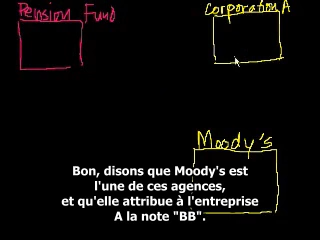 Pension Fund
Corporation A
Moody's
Bon, disons que Moody's est
l'une de ces agences,
et qu'elle attribue à l'entreprise
A la note "BB".